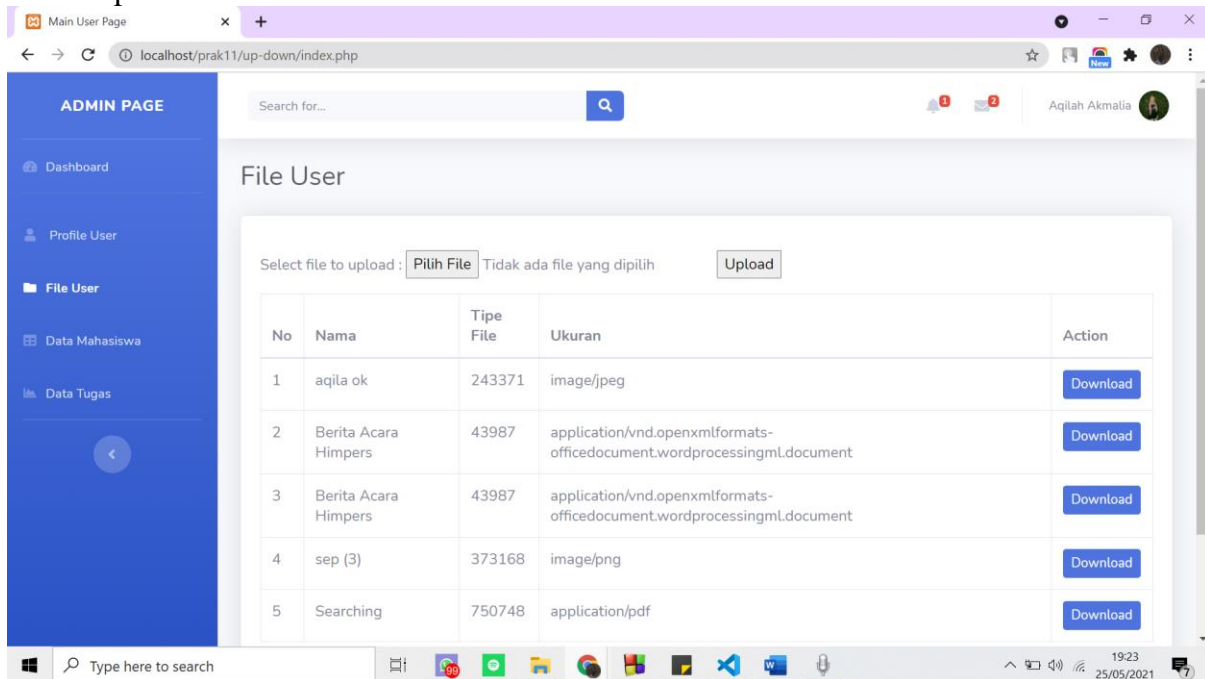 Main User Page
localhost/prak11/up-down/index.php
New
ADMIN PAGE
Search for...
1
2
Aqilah Akmalia
Dashboard
File User
Profile User
File User
Data Mahasiswa
Data Tugas
Select file to upload : Pilih File Tidak ada file yang dipilih Upload
No Nama Tipe File Ukuran Action
1 aqila ok 243371 image/jpeg Download
2 Berita Acara Himpers 43987 application/vnd.openxmlformats-
officedocument.wordprocessingml.document Download
3 Berita Acara Himpers 43987 application/vnd.openxmlformats-
officedocument.wordprocessingml.document Download
4 sep (3) 373168 image/png Download
5 Searching 750748 application/pdf Download
Type here to search
99
19:23
25/05/2021
7